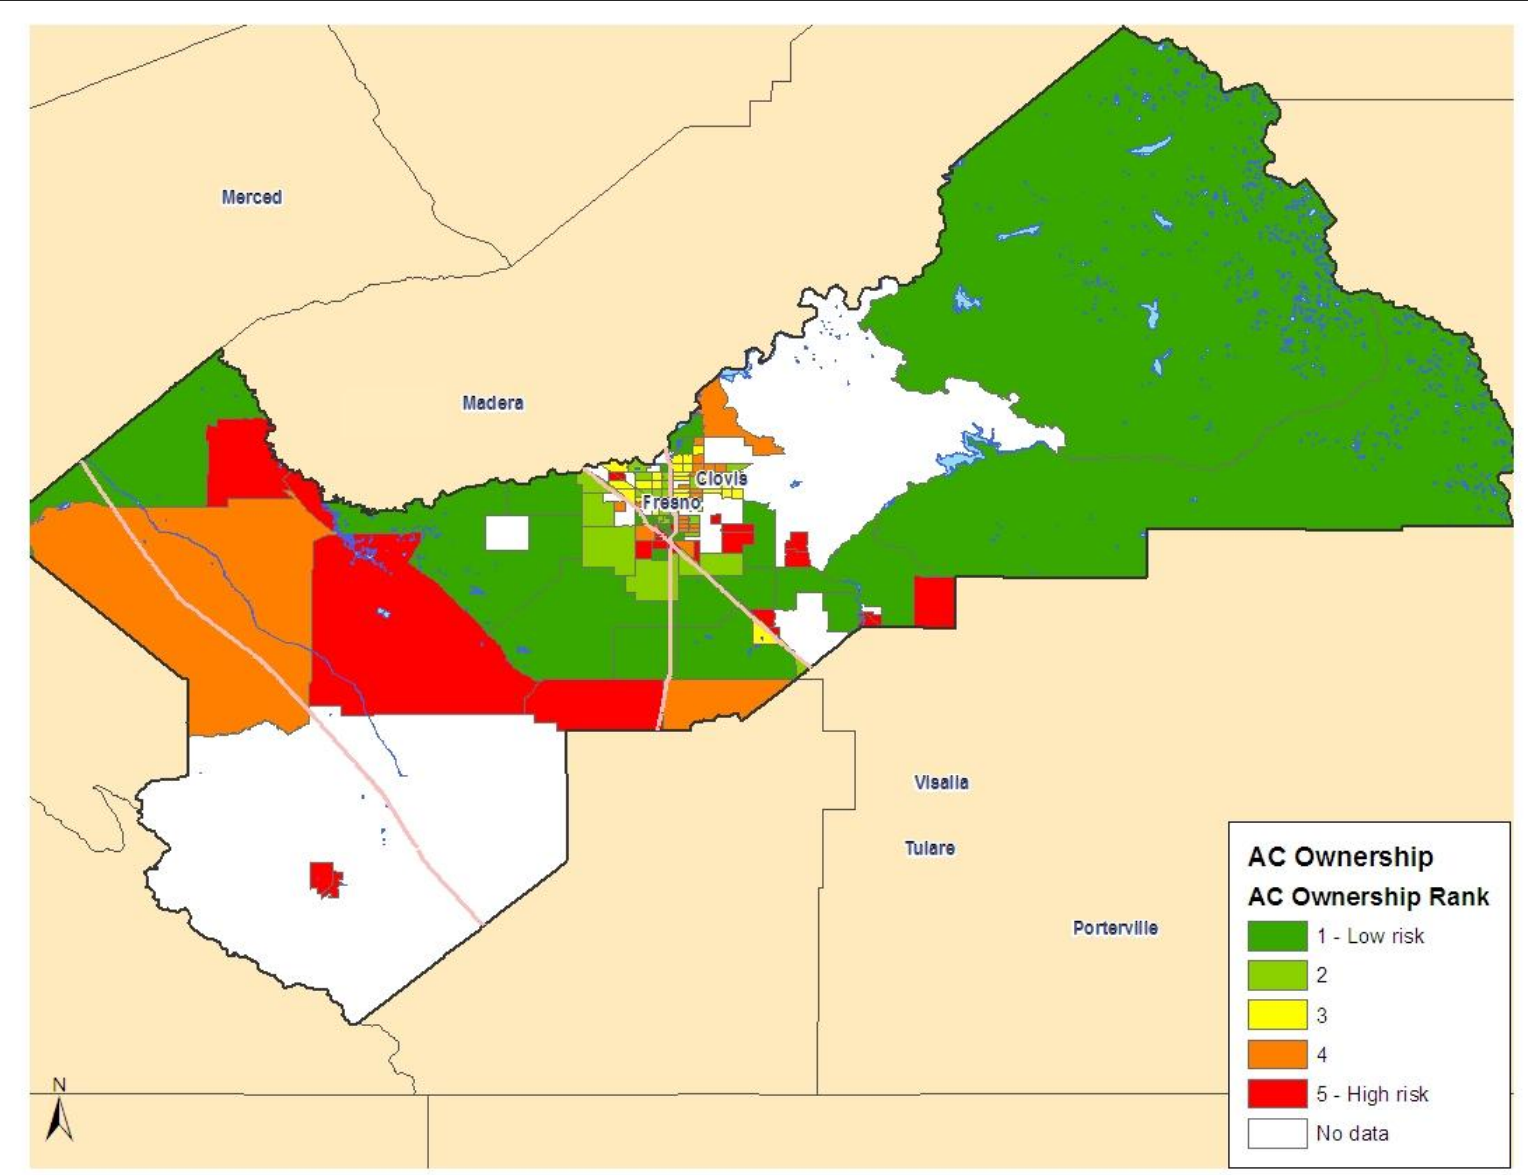 Merced
Madera
Clovis
Fresno
Visalia
Tulare
Porterville
N
AC Ownership
AC Ownership Rank
1 - Low risk
2
3
4
5 - High risk
No data